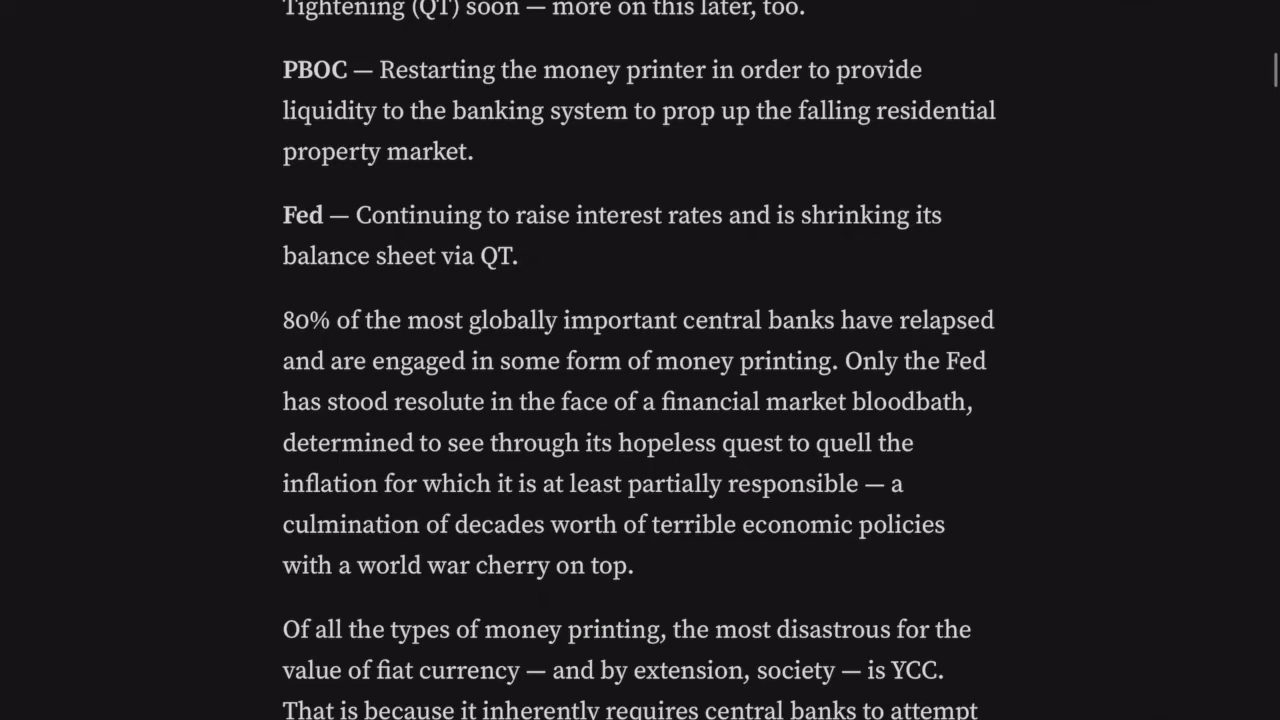 Tightening (QT) soon — more on this later, too.
PBOC — Restarting the money printer in order to provide
liquidity to the banking system to prop up the falling residential
property market.
Fed — Continuing to raise interest rates and is shrinking its
balance sheet via QT.
80% of the most globally important central banks have relapsed
and are engaged in some form of money printing. Only the Fed
has stood resolute in the face of a financial market bloodbath,
determined to see through its hopeless quest to quell the
inflation for which it is at least partially responsible — a
culmination of decades worth of terrible economic policies
with a world war cherry on top.
Of all the types of money printing, the most disastrous for the
value of fiat currency — and by extension, society — is YCC.
That is because it inherently requires central banks to attempt